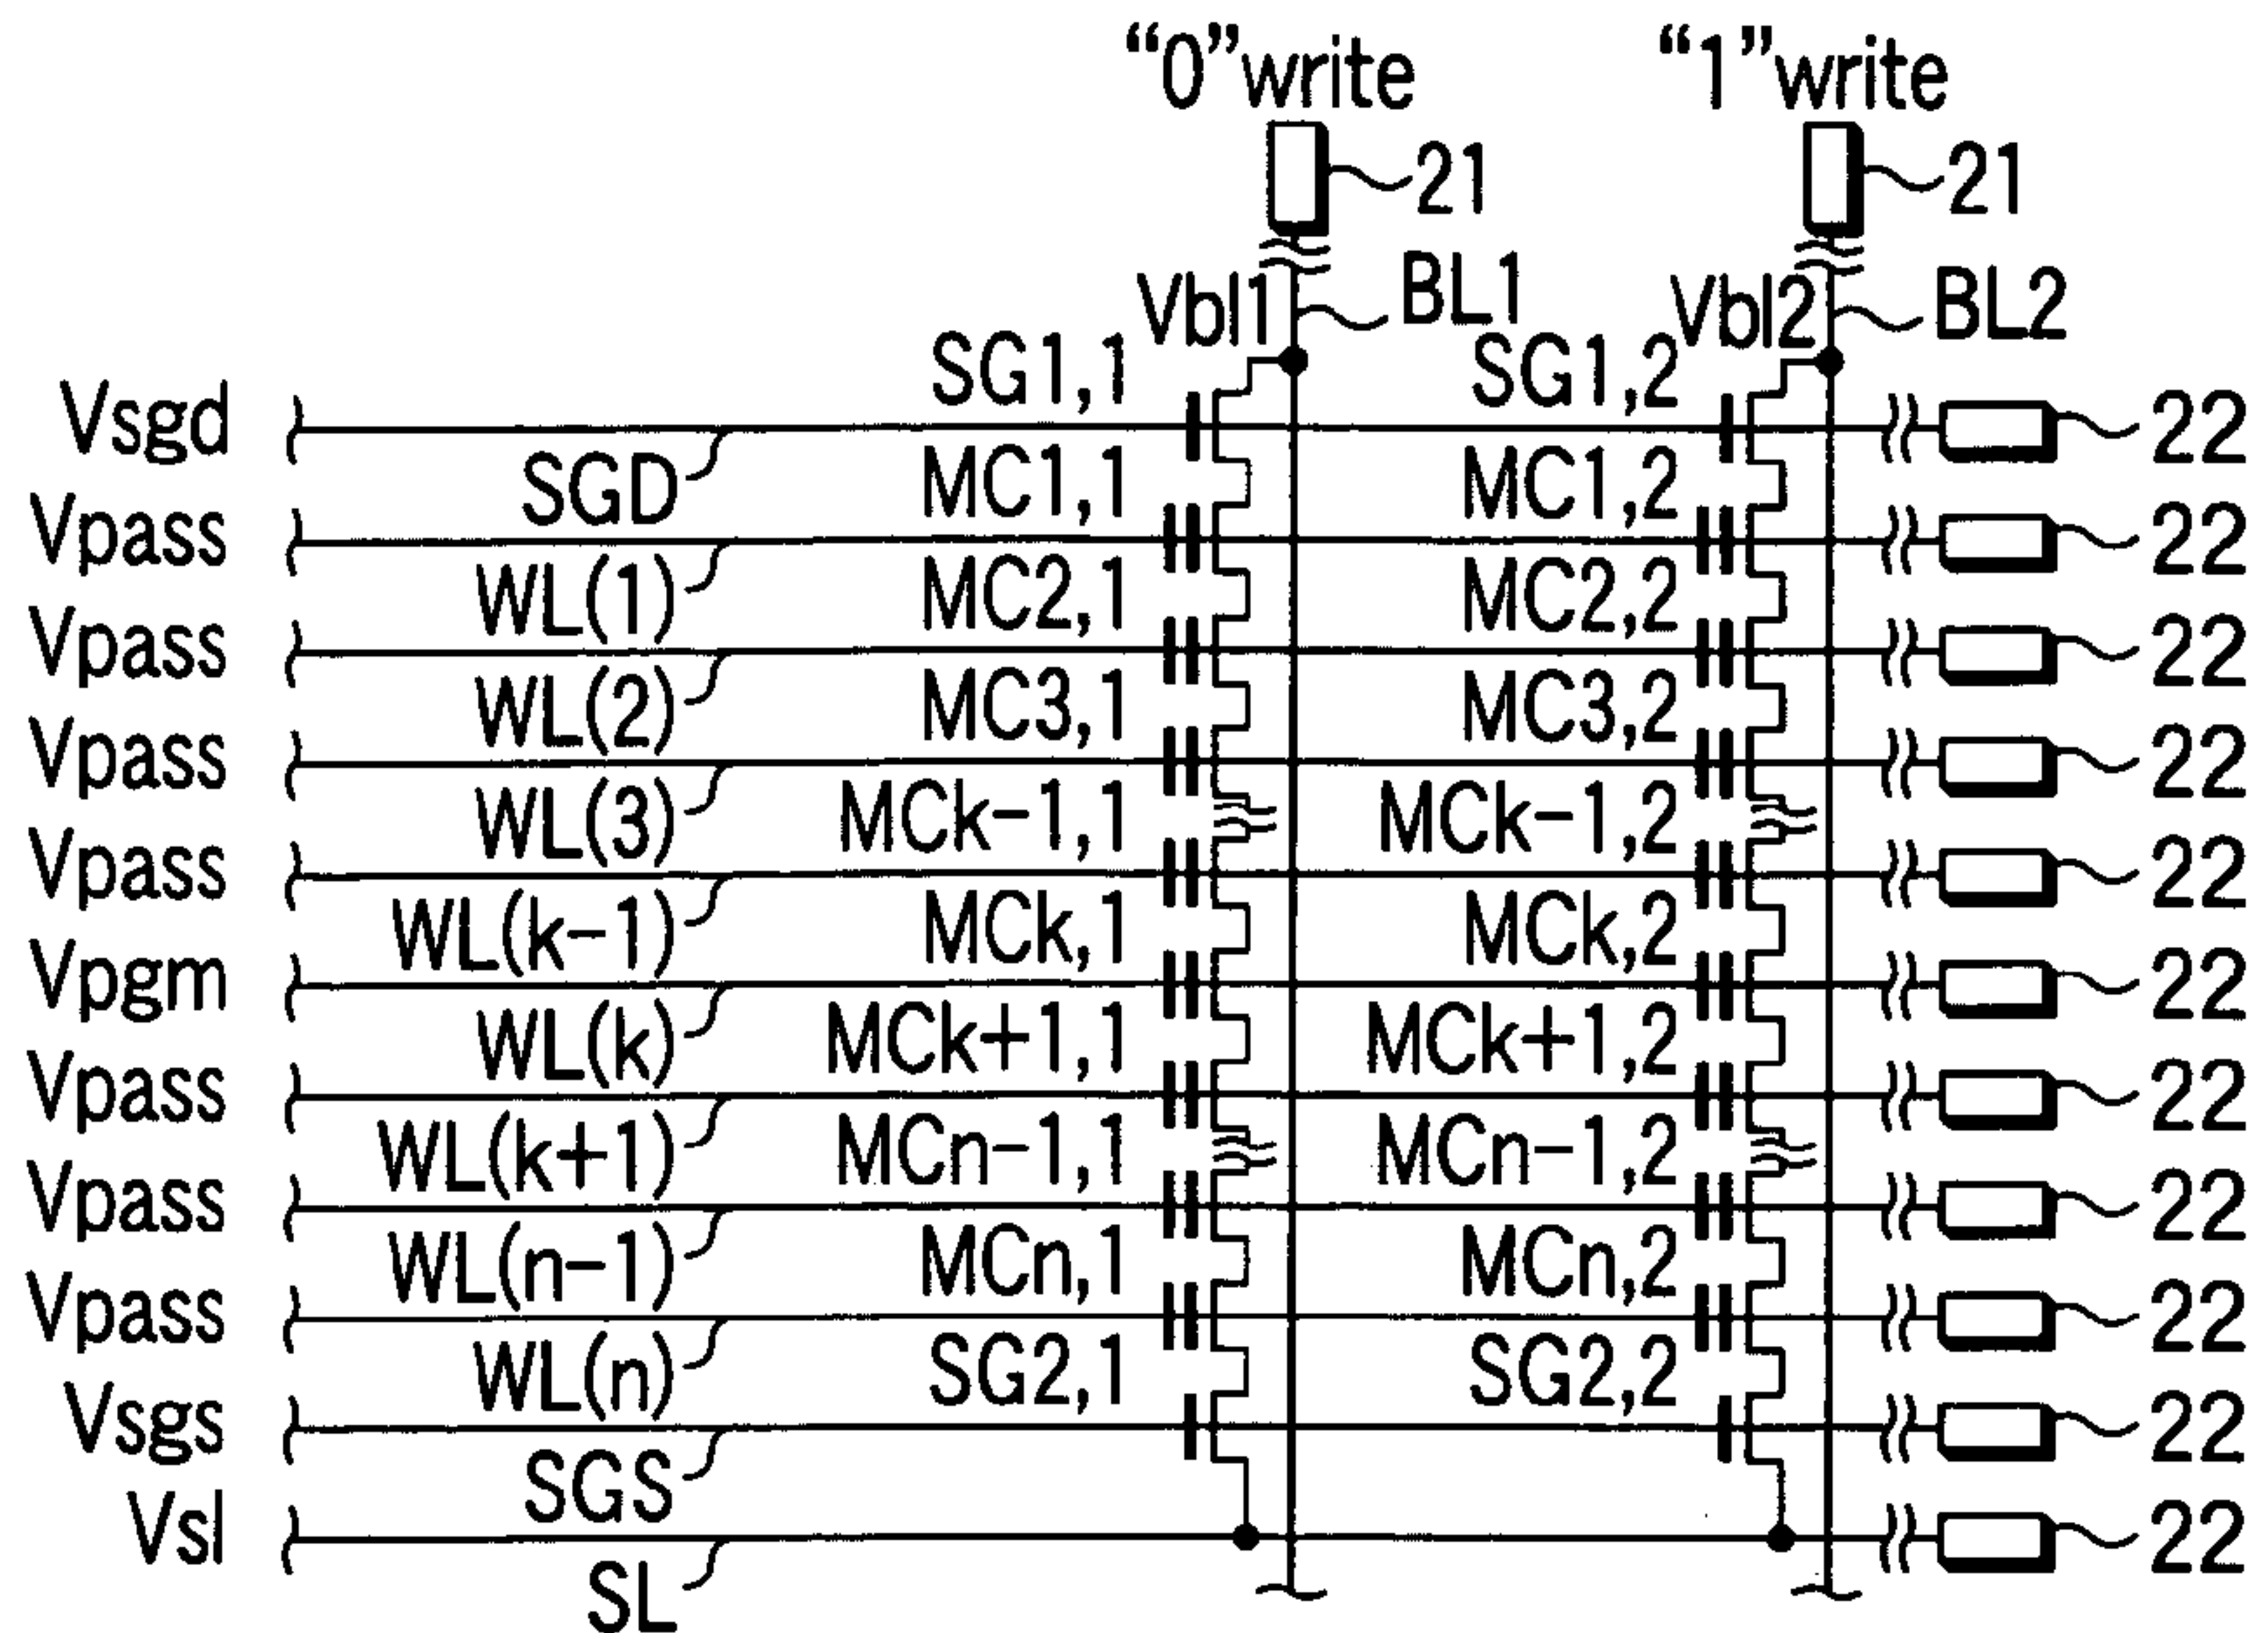 “0”write “1”write
21 21
Vbl1 BL1 Vbl2 BL2
SG1,1 SG1,2
Vsgd 22
SGD MC1,1 MC1,2
Vpass 22
WL(1) MC2,1 MC2,2
Vpass 22
WL(2) MC3,1 MC3,2
Vpass 22
WL(3) MCk-1,1 MCk-1,2
Vpass 22
WL(k-1) MCk,1 MCk,2
Vpgm 22
WL(k) MCk+1,1 MCk+1,2
Vpass 22
WL(k+1) MCn-1,1 MCn-1,2
Vpass 22
WL(n-1) MCn,1 MCn,2
Vpass 22
WL(n) SG2,1 SG2,2
Vsgs 22
SGS
Vsl 22
SL